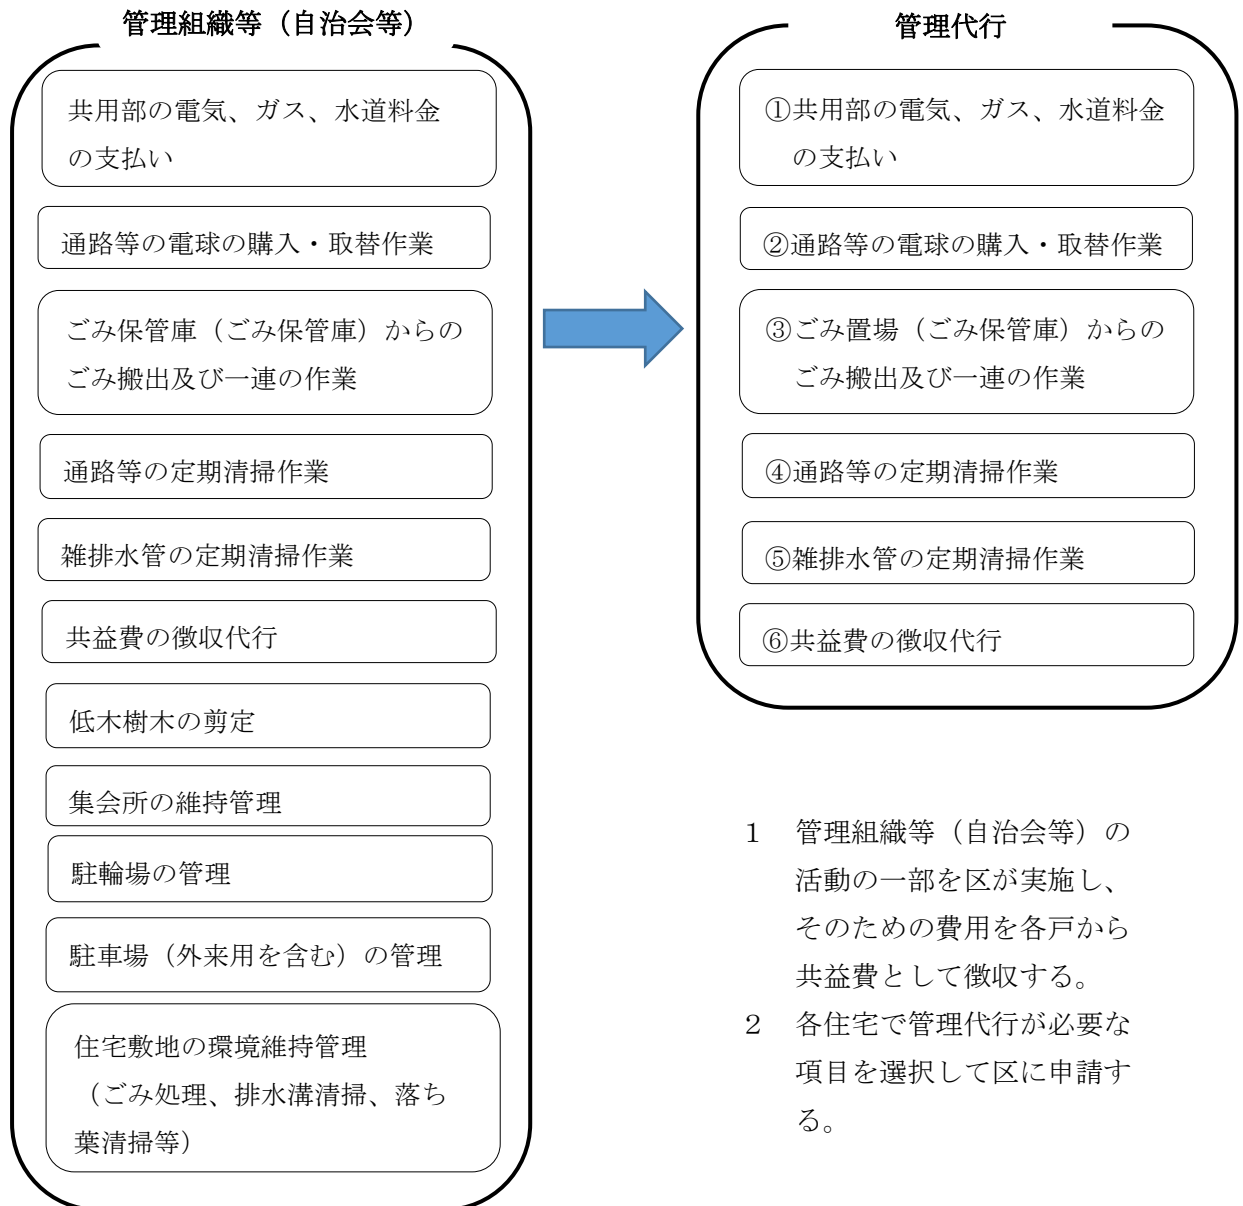 管理組織等（自治会等）
共用部の電気、ガス、水道料金
の支払い
通路等の電球の購入・取替作業
ごみ保管庫（ごみ保管庫）からの
ごみ搬出及び一連の作業
通路等の定期清掃作業
雑排水管の定期清掃作業
共益費の徴収代行
低木樹木の剪定
集会所の維持管理
駐輪場の管理
駐車場（外来用を含む）の管理
住宅敷地の環境維持管理
（ごみ処理、排水溝清掃、落ち
葉清掃等）
管理代行
①共用部の電気、ガス、水道料金
の支払い
②通路等の電球の購入・取替作業
③ごみ置場（ごみ保管庫）からの
ごみ搬出及び一連の作業
④通路等の定期清掃作業
⑤雑排水管の定期清掃作業
⑥共益費の徴収代行
１　管理組織等（自治会等）の
活動の一部を区が実施し、
そのための費用を各戸から
共益費として徴収する。
２　各住宅で管理代行が必要な
項目を選択して区に申請す
る。